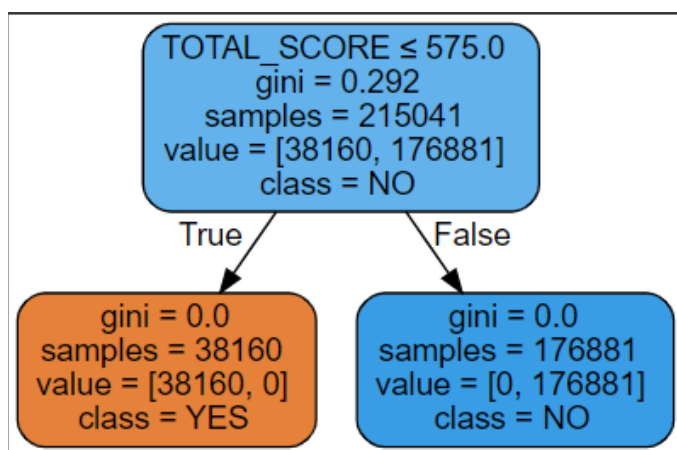 TOTAL_SCORE ≤ 575.0
gini = 0.292
samples = 215041
value = [38160, 176881]
class = NO
True
False
gini = 0.0
samples = 38160
value = [38160, 0]
class = YES
gini = 0.0
samples = 176881
value = [0, 176881]
class = NO